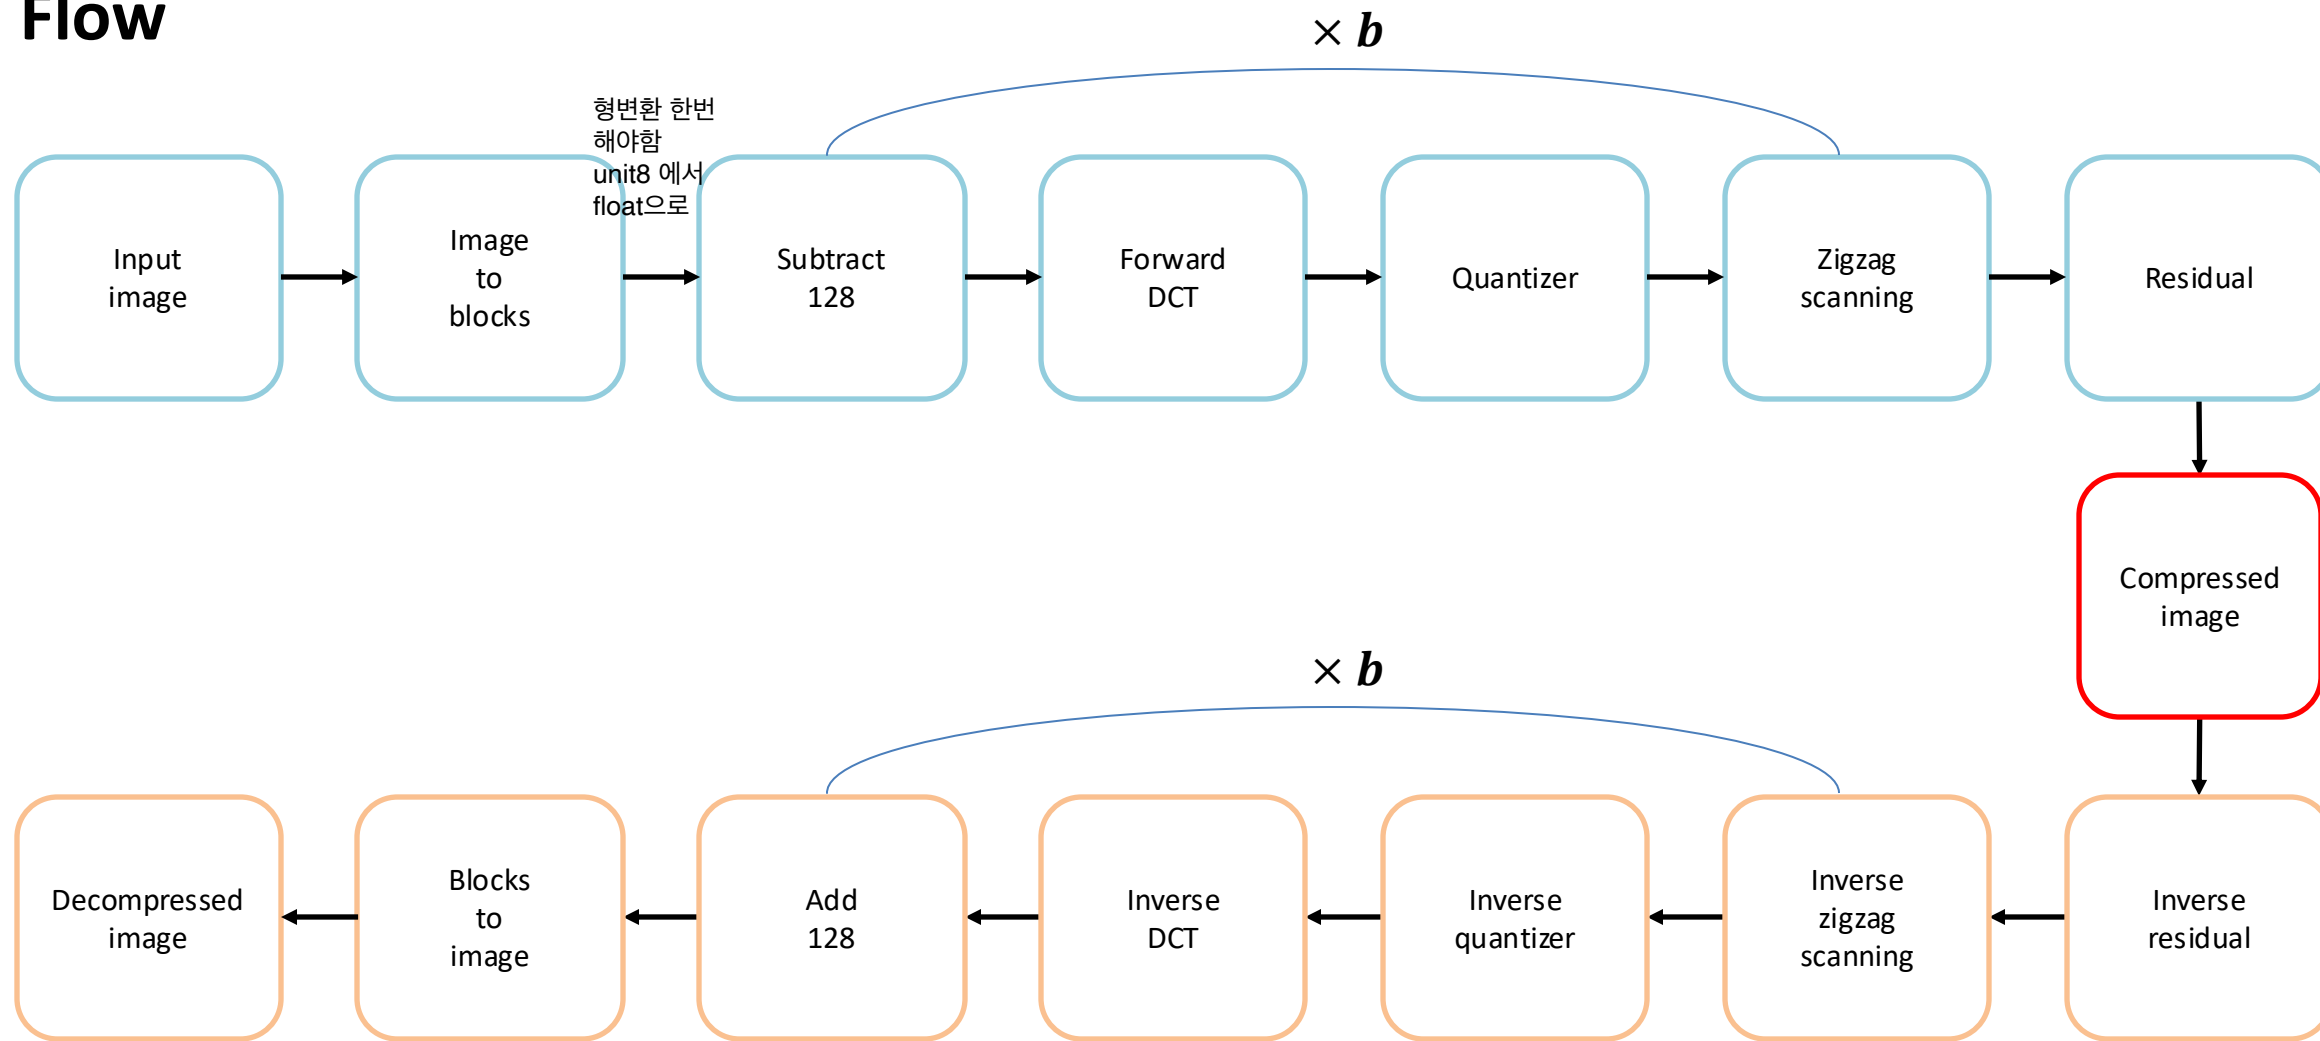 Flow
× b
형변환 한번
해야함
unit8 에서
float으로
Input
image
Image
to
blocks
Subtract
128
Forward
DCT
Quantizer
Zigzag
scanning
Residual
Compressed
image
× b
Decompressed
image
Blocks
to
image
Add
128
Inverse
DCT
Inverse
quantizer
Inverse
zigzag
scanning
Inverse
residual